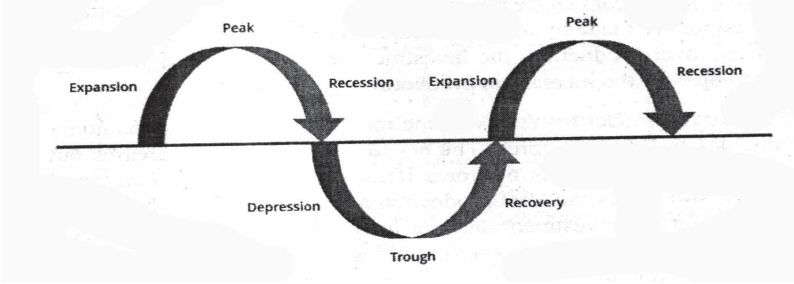 Peak
Peak
Expansion
Recession
Expansion
Recession
Depression
Recovery
Trough